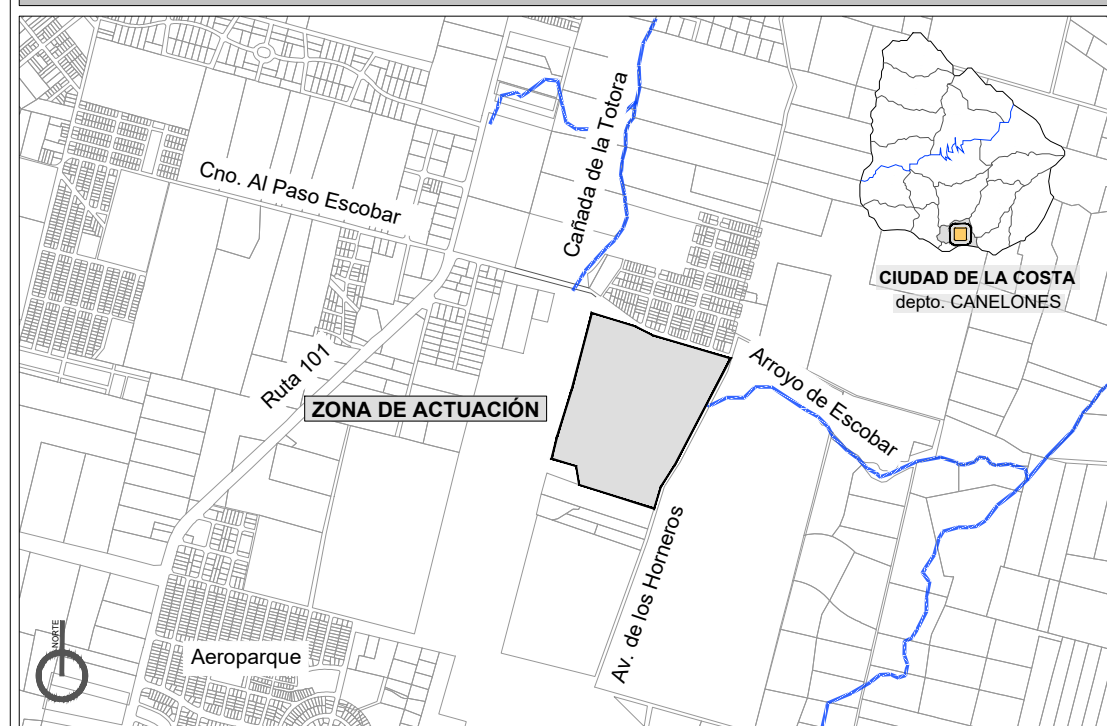 Cañada de la Totora
Cno. Al Paso Escobar
CIUDAD DE LA COSTA
depto. CANELONES
Ruta 101
ZONA DE ACTUACIÓN
Arroyo de Escobar
Av. de los Horneros
NORTE
Aeroparque